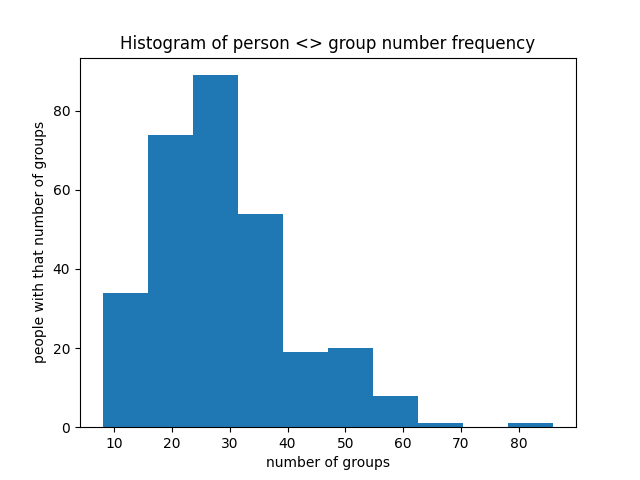 Histogram of person <> group number frequency
people with that number of groups
80
60
40
20
0
10 20 30 40 50 60 70 80
number of groups